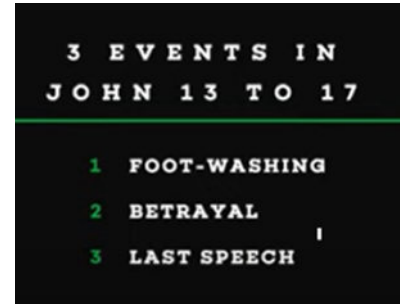 3 EVENTS IN
JOHN 13 TO 17
1 FOOT-WASHING
2 BETRAYAL
3 LAST SPEECH